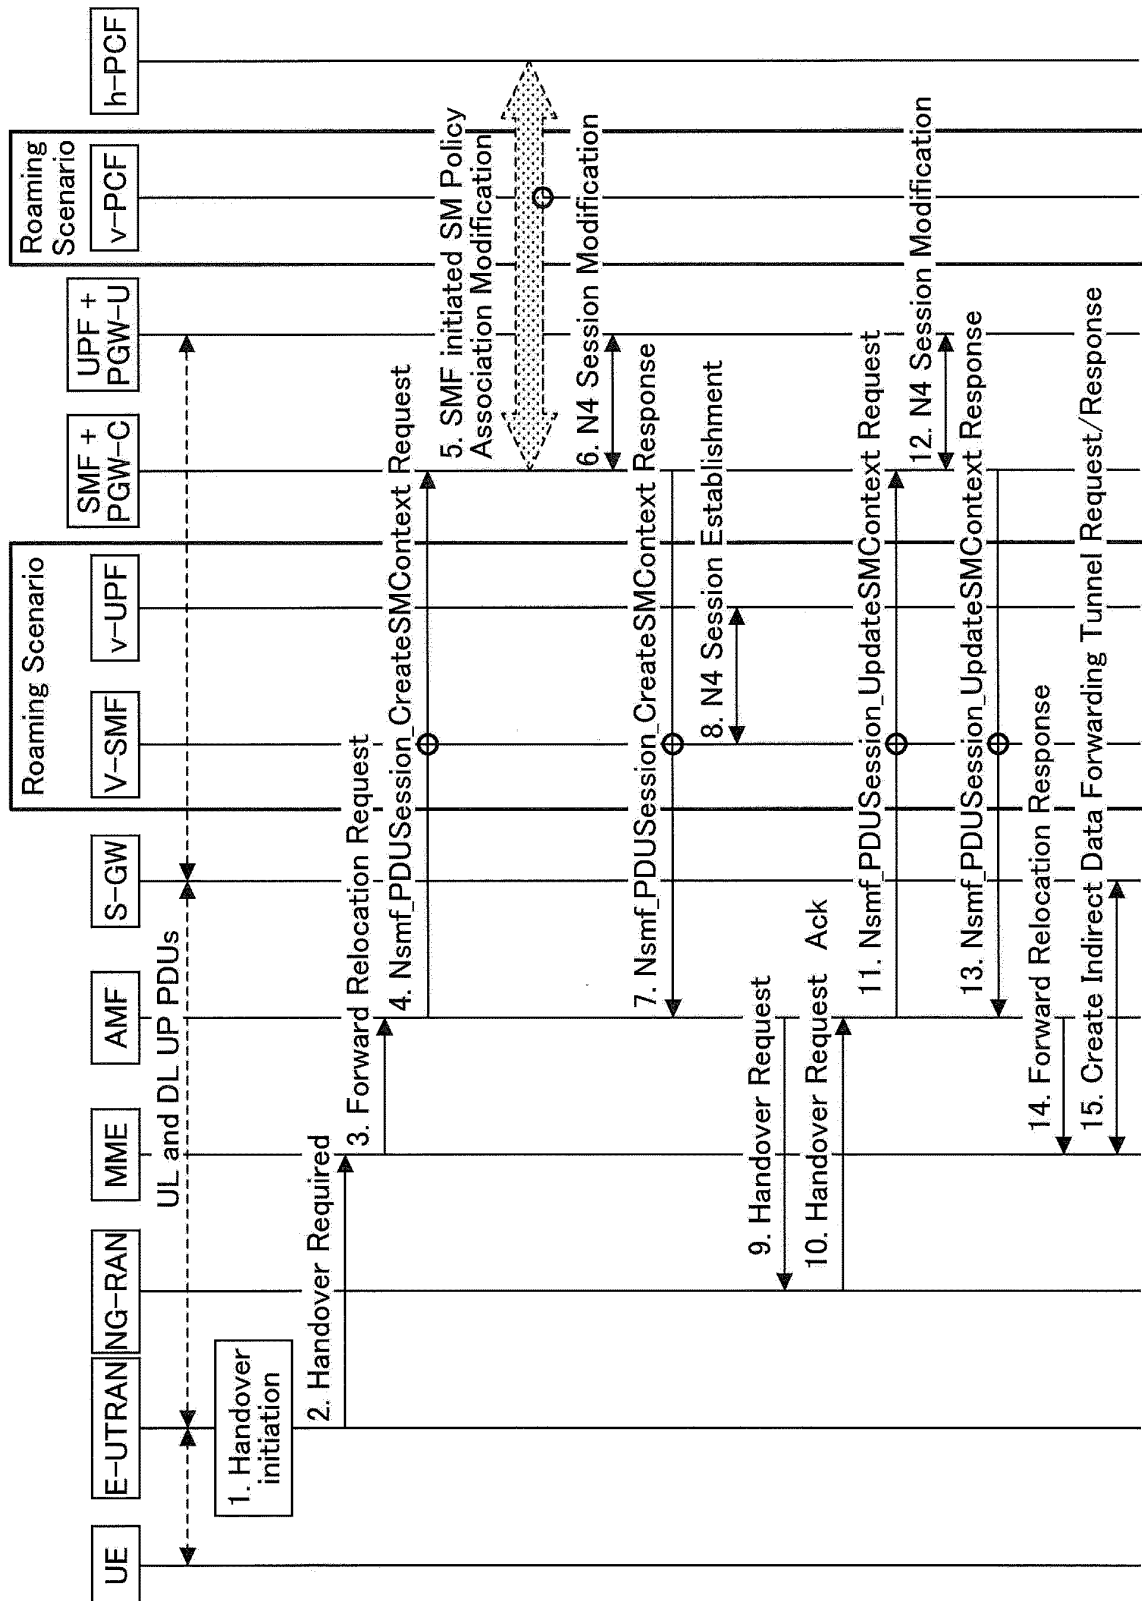 Roaming Scenario
Roaming
Scenario
UE
E-UTRAN
NG-RAN
MME
AMF
S-GW
V-SMF
v-UPF
SMF +
PGW-C
UPF +
PGW-U
v-PCF
h-PCF
UL and DL UP PDUs
1. Handover
initiation
2. Handover Required
3. Forward Relocation Request
4. Nsmf_PDUSession_CreateSMContext Request
5. SMF initiated SM Policy
Association Modification
6. N4 Session Modification
7. Nsmf_PDUSession_CreateSMContext Response
8. N4 Session Establishment
9. Handover Request
10. Handover Request Ack
11. Nsmf_PDUSession_UpdateSMContext Request
12. N4 Session Modification
13. Nsmf_PDUSession_UpdateSMContext Response
14. Forward Relocation Response
15. Create Indirect Data Forwarding Tunnel Request/Response